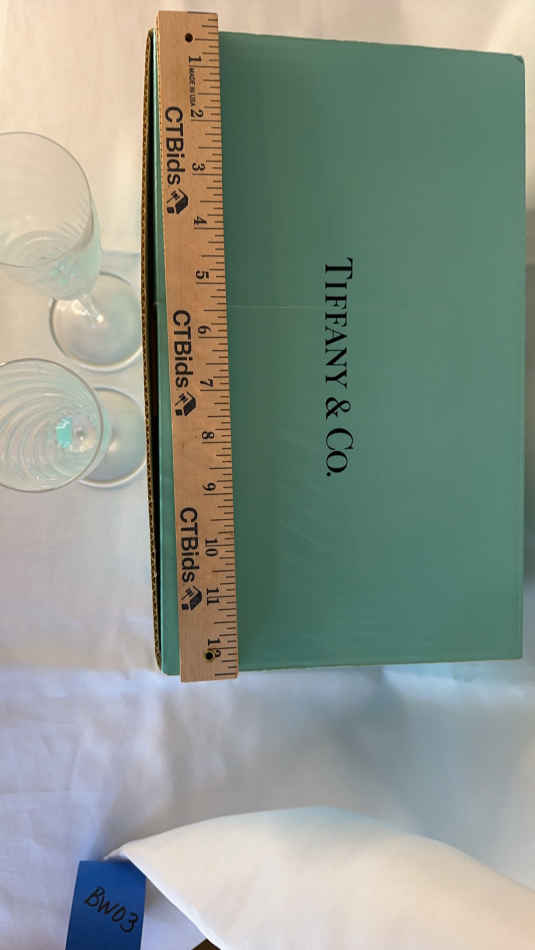 TIFFANY & CO.
1 2 3 4 5 6 7 8 9 10 11 12
MADE IN USA
CTBids
CTBids
CTBids
BW03